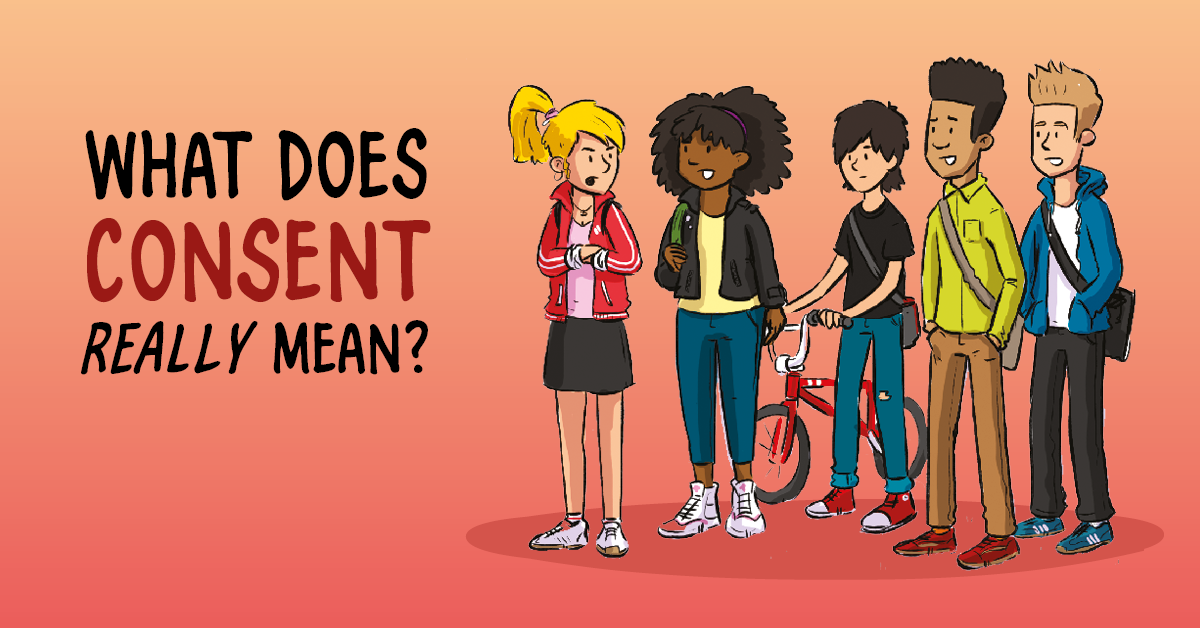 WHAT DOES
CONSENT
REALLY MEAN?